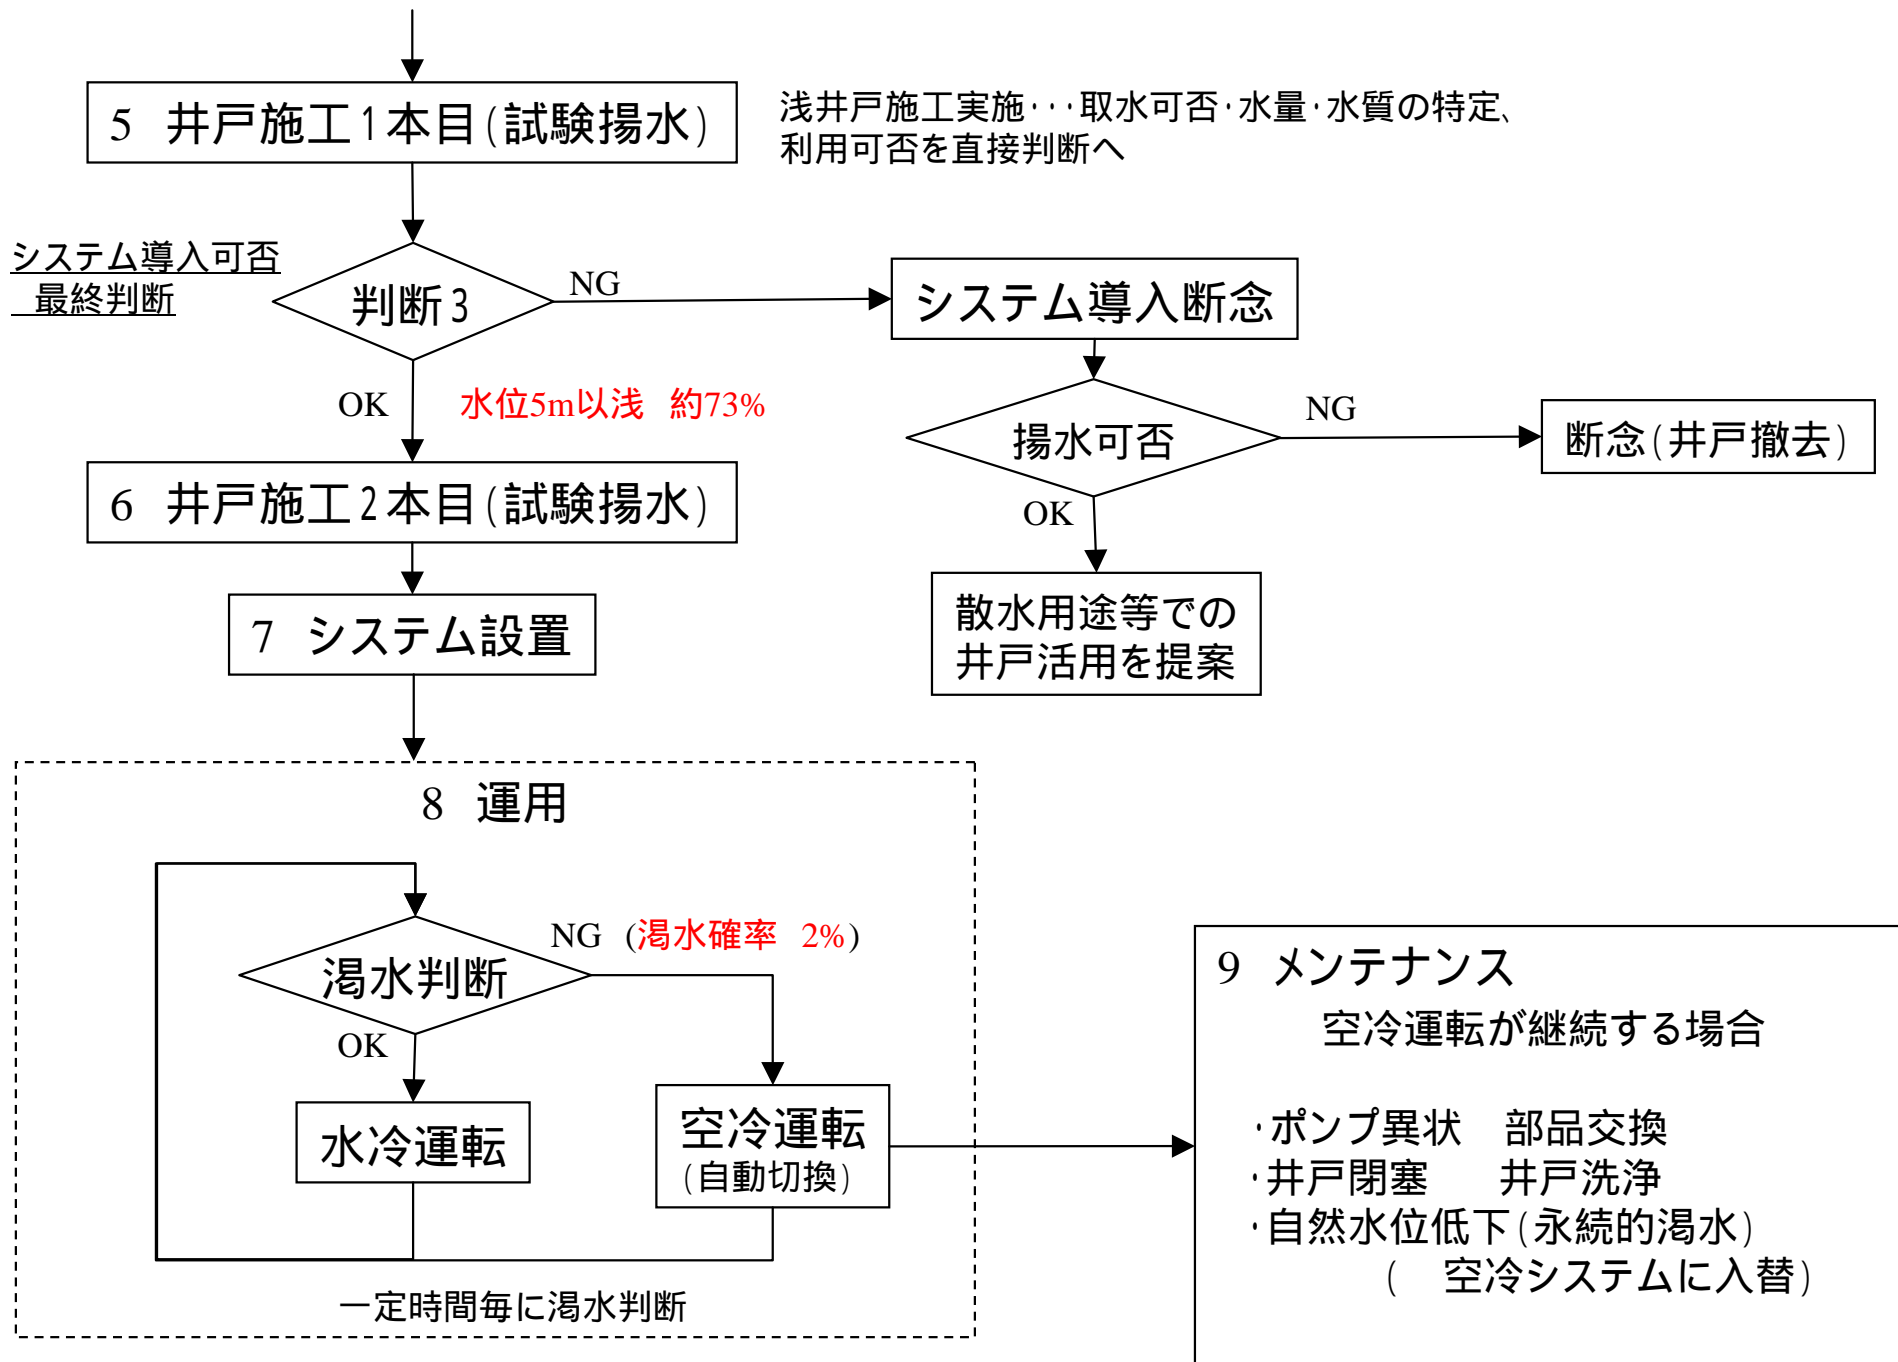 5 井戸施工1本目(試験揚水)
浅井戸施工実施･･･取水可否･水量･水質の特定、
利用可否を直接判断へ
システム導入可否
最終判断
判断3
NG
システム導入断念
OK
水位5m以浅 約73%
揚水可否
NG
断念(井戸撤去)
OK
6 井戸施工2本目(試験揚水)
散水用途等での
井戸活用を提案
7 システム設置
8 運用
NG (渇水確率 2%)
渇水判断
OK
水冷運転
空冷運転
(自動切換)
一定時間毎に渇水判断
9 メンテナンス
空冷運転が継続する場合
･ポンプ異状 部品交換
･井戸閉塞 井戸洗浄
･自然水位低下(永続的渇水)
( 空冷システムに入替)